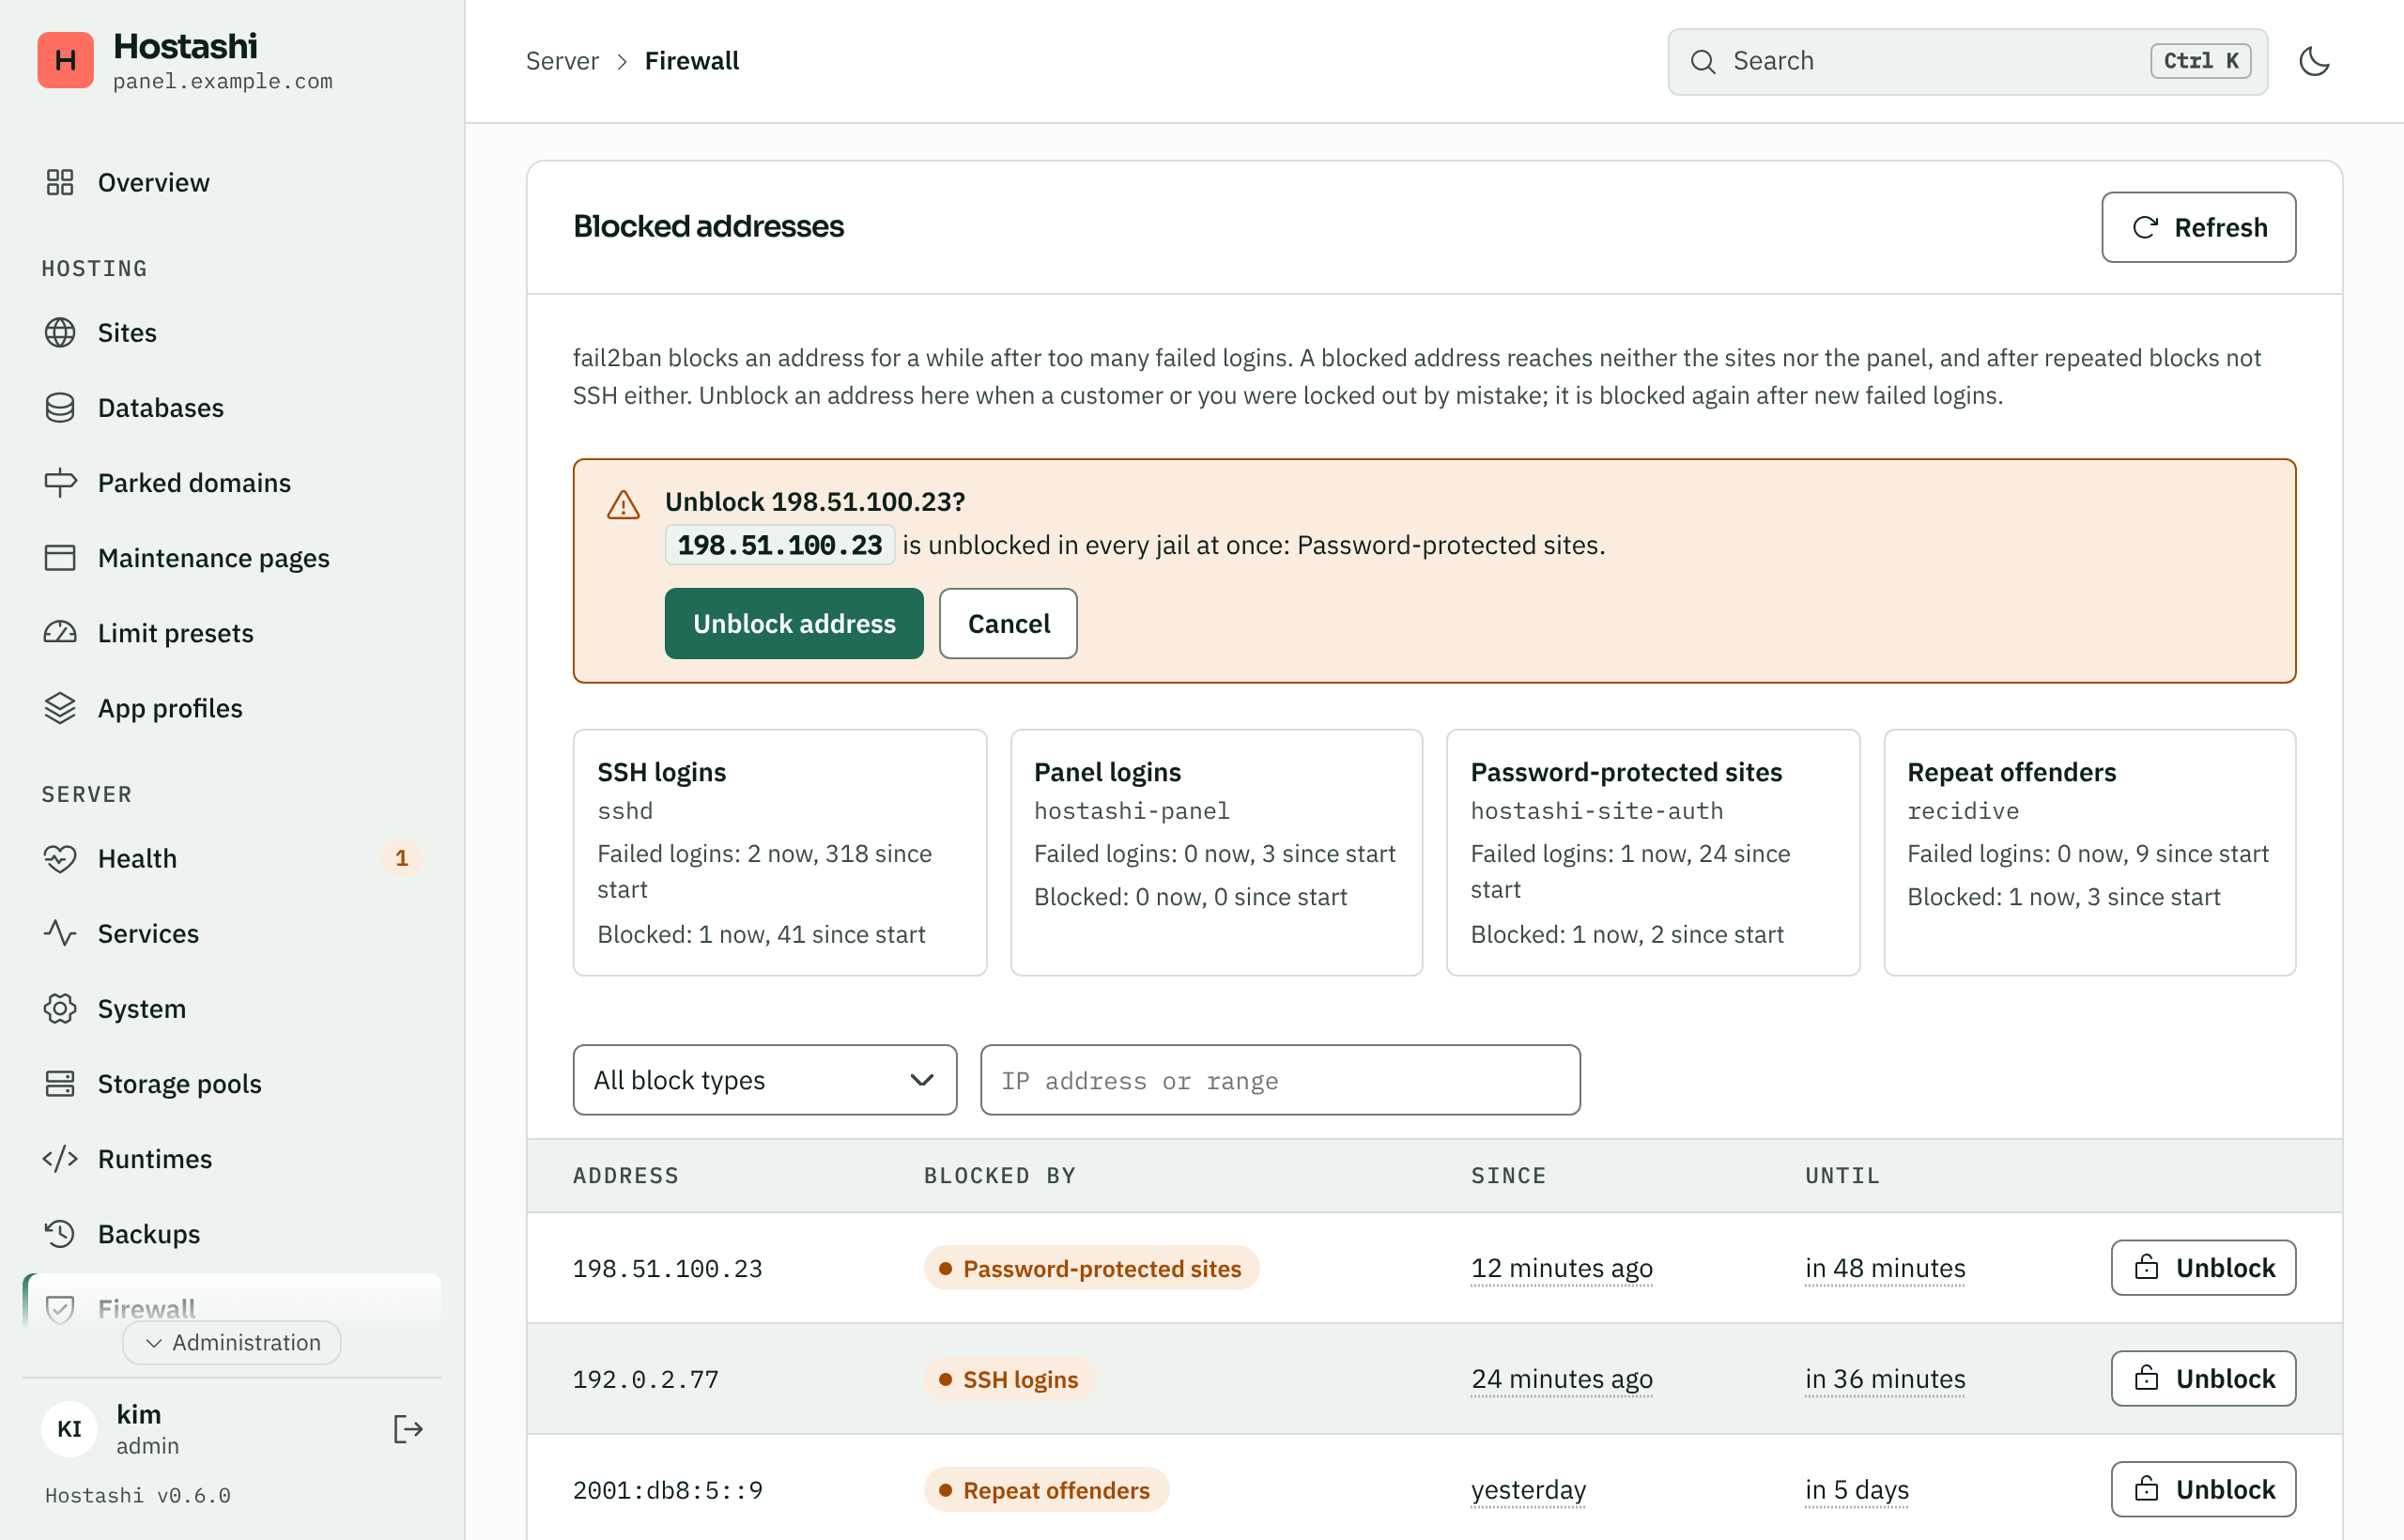 H
Hostashi
panel.example.com
Overview
HOSTING
Sites
Databases
Parked domains
Maintenance pages
Limit presets
App profiles
SERVER
Health 1
Services
System
Storage pools
Runtimes
Backups
Firewall
Administration
KI
kim
admin
Hostashi v0.6.0
Server > Firewall
Search Ctrl K
Blocked addresses
Refresh
fail2ban blocks an address for a while after too many failed logins. A blocked address reaches neither the sites nor the panel, and after repeated blocks not
SSH either. Unblock an address here when a customer or you were locked out by mistake; it is blocked again after new failed logins.
Unblock 198.51.100.23?
198.51.100.23 is unblocked in every jail at once: Password-protected sites.
Unblock address Cancel
SSH logins
sshd
Failed logins: 2 now, 318 since
start
Blocked: 1 now, 41 since start
Panel logins
hostashi-panel
Failed logins: 0 now, 3 since start
Blocked: 0 now, 0 since start
Password-protected sites
hostashi-site-auth
Failed logins: 1 now, 24 since
start
Blocked: 1 now, 2 since start
Repeat offenders
recidive
Failed logins: 0 now, 9 since start
Blocked: 1 now, 3 since start
All block types
IP address or range
ADDRESS BLOCKED BY SINCE UNTIL
198.51.100.23 Password-protected sites 12 minutes ago in 48 minutes Unblock
192.0.2.77 SSH logins 24 minutes ago in 36 minutes Unblock
2001:db8:5::9 Repeat offenders yesterday in 5 days Unblock